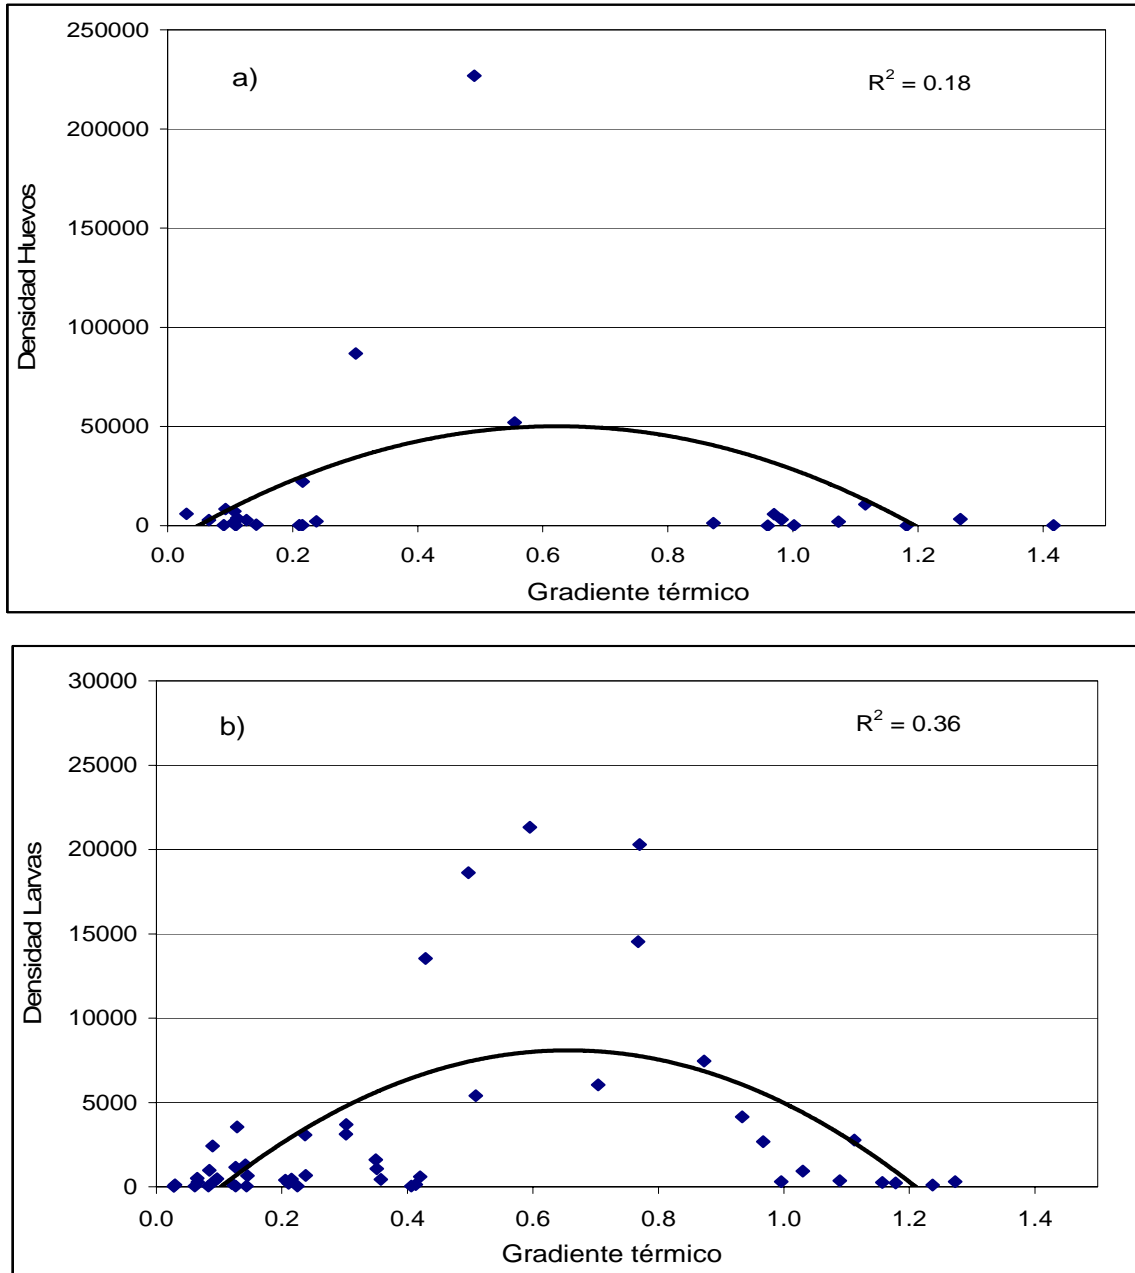 a)
R² = 0.18
Densidad Huevos
250000
200000
150000
100000
50000
0
0.0 0.2 0.4 0.6 0.8 1.0 1.2 1.4
Gradiente térmico
b)
R² = 0.36
Densidad Larvas
30000
25000
20000
15000
10000
5000
0
0.0 0.2 0.4 0.6 0.8 1.0 1.2 1.4
Gradiente térmico